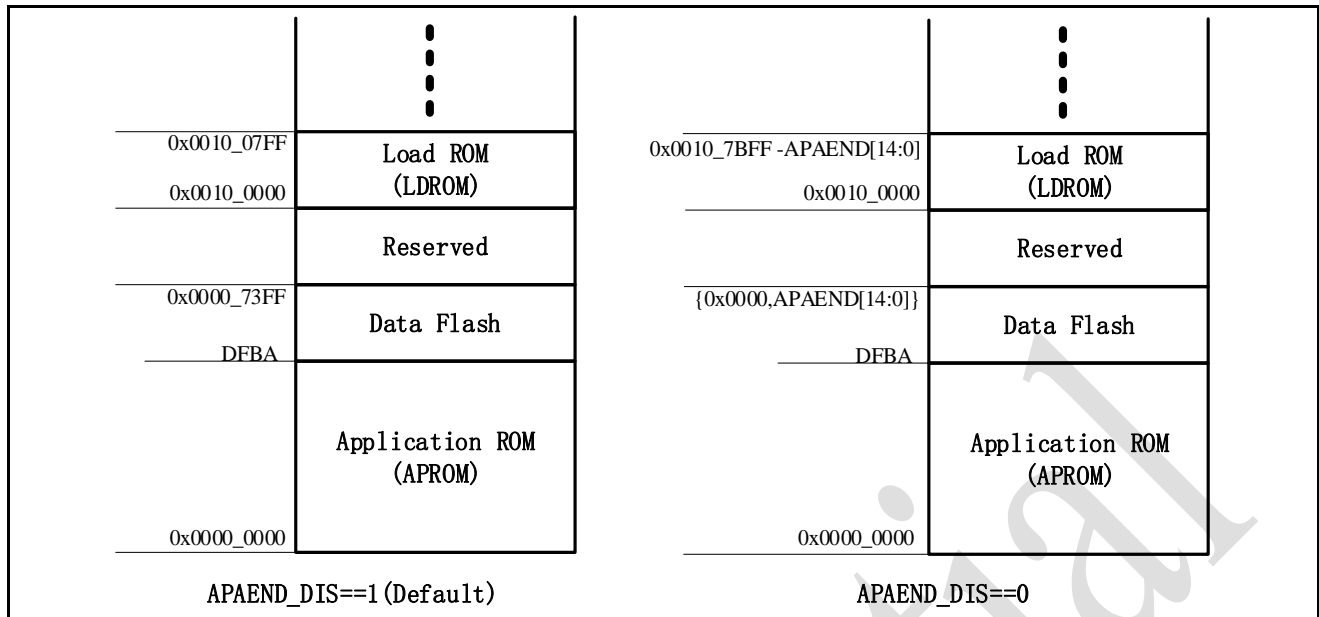 0x0010_07FF
Load ROM
(LDROM)
0x0010_0000
Reserved
0x0000_73FF
Data Flash
DFBA
Application ROM
(APROM)
0x0000_0000
APAEND_DIS==1(Default)
0x0010_7BFF -APAEND[14:0]
Load ROM
(LDROM)
0x0010_0000
Reserved
{0x0000,APAEND[14:0]}
Data Flash
DFBA
Application ROM
(APROM)
0x0000_0000
APAEND_DIS==0